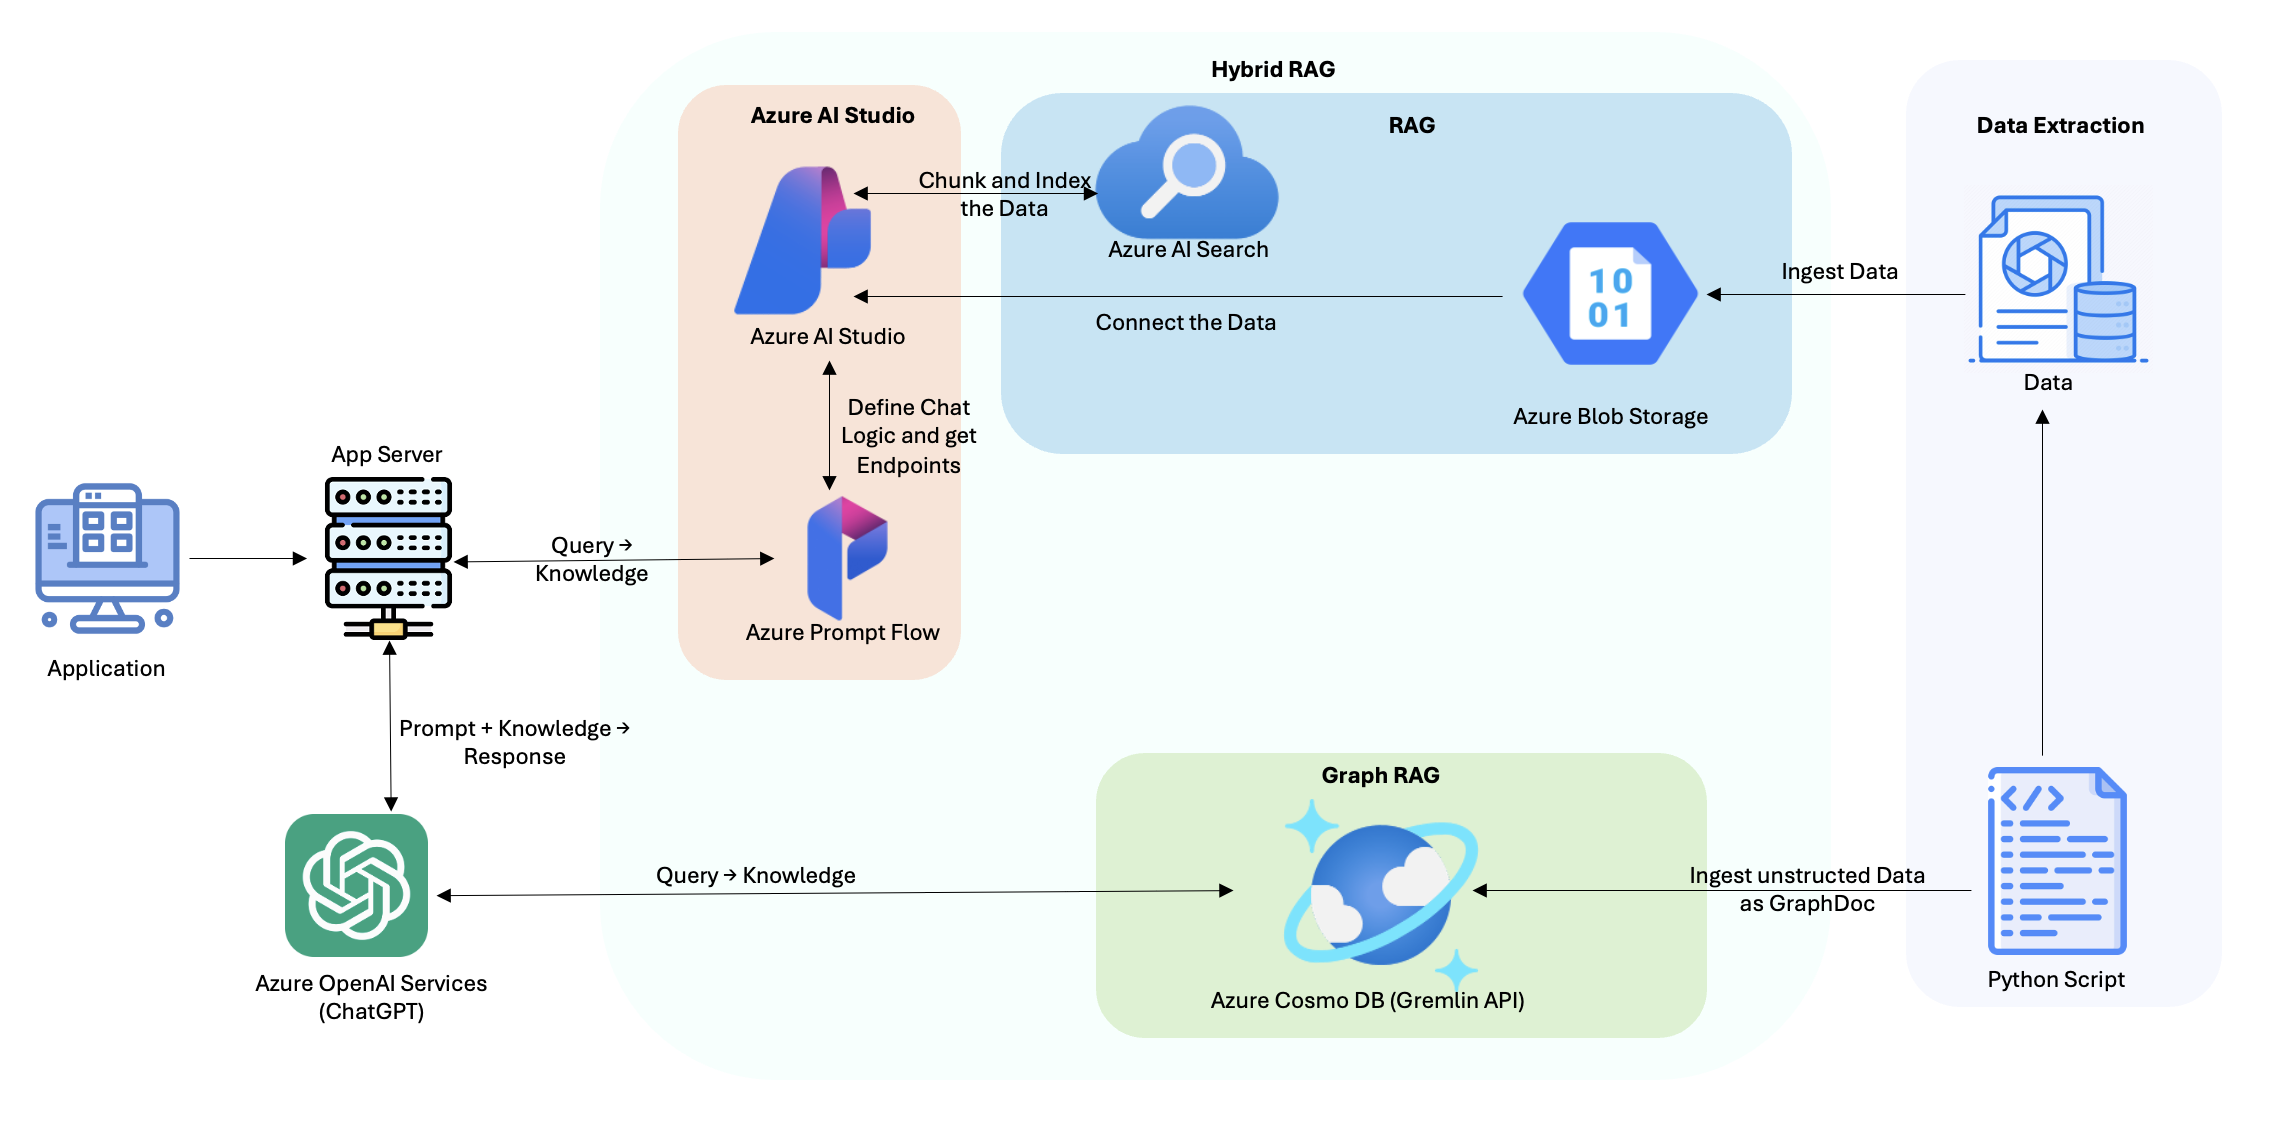 Hybrid RAG
Azure AI Studio
RAG
Data Extraction
Chunk and Index
the Data
Azure AI Search
10
01
Ingest Data
Connect the Data
Azure AI Studio
Data
Define Chat
Logic and get
Endpoints
Azure Blob Storage
App Server
Query →
Knowledge
Azure Prompt Flow
Application
Prompt + Knowledge →
Response
Graph RAG
</>
Query → Knowledge
Ingest unstructed Data
as GraphDoc
Azure OpenAI Services
(ChatGPT)
Azure Cosmo DB (Gremlin API)
Python Script